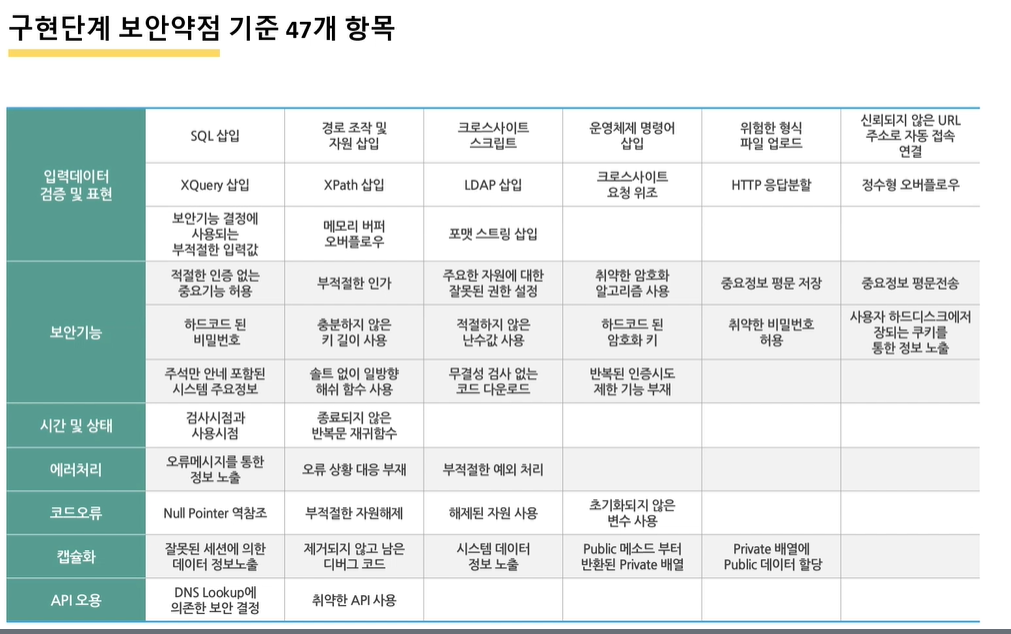 구현단계 보안약점 기준 47개 항목
입력데이터
검증 및 표현
SQL 삽입
경로 조작 및
자원 삽입
크로스사이트
스크립트
운영체제 명령어
삽입
위험한 형식
파일 업로드
신뢰되지 않은 URL
주소로 자동 접속
연결
XQuery 삽입
XPath 삽입
LDAP 삽입
크로스사이트
요청 위조
HTTP 응답분할
정수형 오버플로우
보안기능 결정에
사용되는
부적절한 입력값
메모리 버퍼
오버플로우
포맷 스트링 삽입
보안기능
적절한 인증 없는
중요기능 허용
부적절한 인가
주요한 자원에 대한
잘못된 권한 설정
취약한 암호화
알고리즘 사용
중요정보 평문 저장
중요정보 평문전송
하드코드 된
비밀번호
충분하지 않은
키 길이 사용
적절하지 않은
난수값 사용
하드코드 된
암호화 키
취약한 비밀번호
허용
사용자 하드디스크에저
장되는 쿠키를
통한 정보 노출
주석만 안네 포함된
시스템 주요정보
솔트 없이 일방향
해쉬 함수 사용
무결성 검사 없는
코드 다운로드
반복된 인증시도
제한 기능 부재
시간 및 상태
검사시점과
사용시점
종료되지 않은
반복문 재귀함수
에러처리
오류메시지를 통한
정보 노출
오류 상황 대응 부재
부적절한 예외 처리
코드오류
Null Pointer 역참조
부적절한 자원해제
해제된 자원 사용
초기화되지 않은
변수 사용
캡슐화
잘못된 세션에 의한
데이터 정보노출
제거되지 않고 남은
디버그 코드
시스템 데이터
정보 노출
Public 메소드 부터
반환된 Private 배열
Private 배열에
Public 데이터 할당
API 오용
DNS Lookup에
의존한 보안 결정
취약한 API 사용